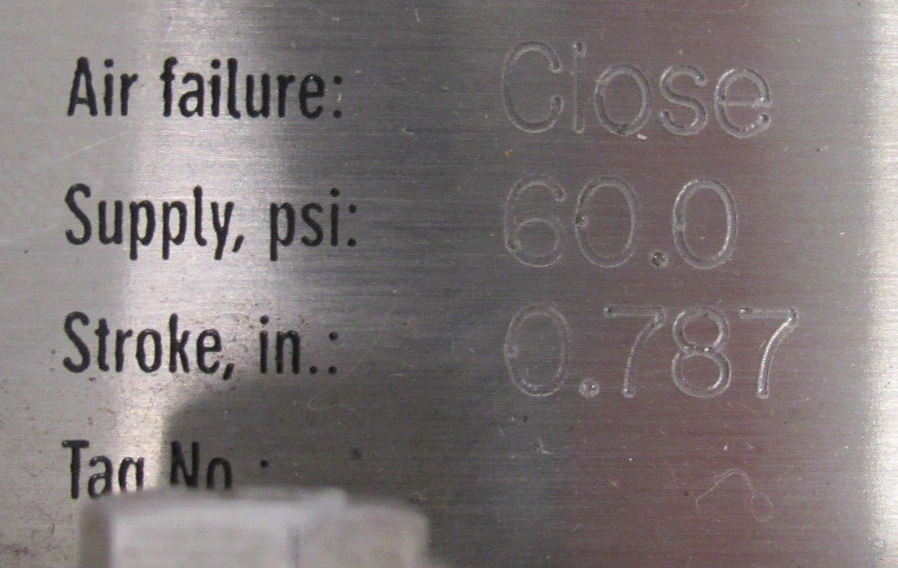 Air failure: Close
Supply, psi: 60.0
Stroke, in.: 0.787
Tag No.: